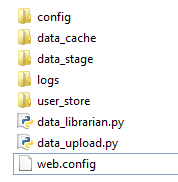 config
data_cache
data_stage
logs
user_store
data_librarian.py
data_upload.py
web.config